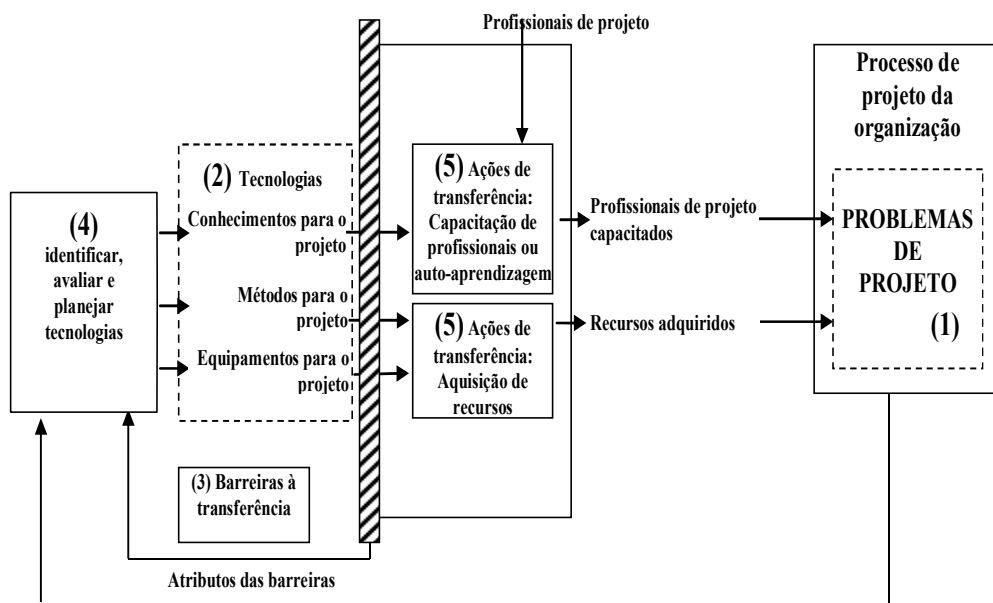 Profissionais de projeto
(4)
identificar,
avaliar e
planejar
tecnologias
(2) Tecnologias
Conhecimentos para o
projeto
Métodos para o
projeto
Equipamentos para o
projeto
(3) Barreiras à
transferência
Atributos das barreiras
(5) Ações de
transferência:
Capacitação de
profissionais ou
auto-aprendizagem
(5) Ações de
transferência:
Aquisição de
recursos
Profissionais de projeto
capacitados
Recursos adquiridos
Processo de
projeto da
organização
PROBLEMAS
DE
PROJETO
(1)